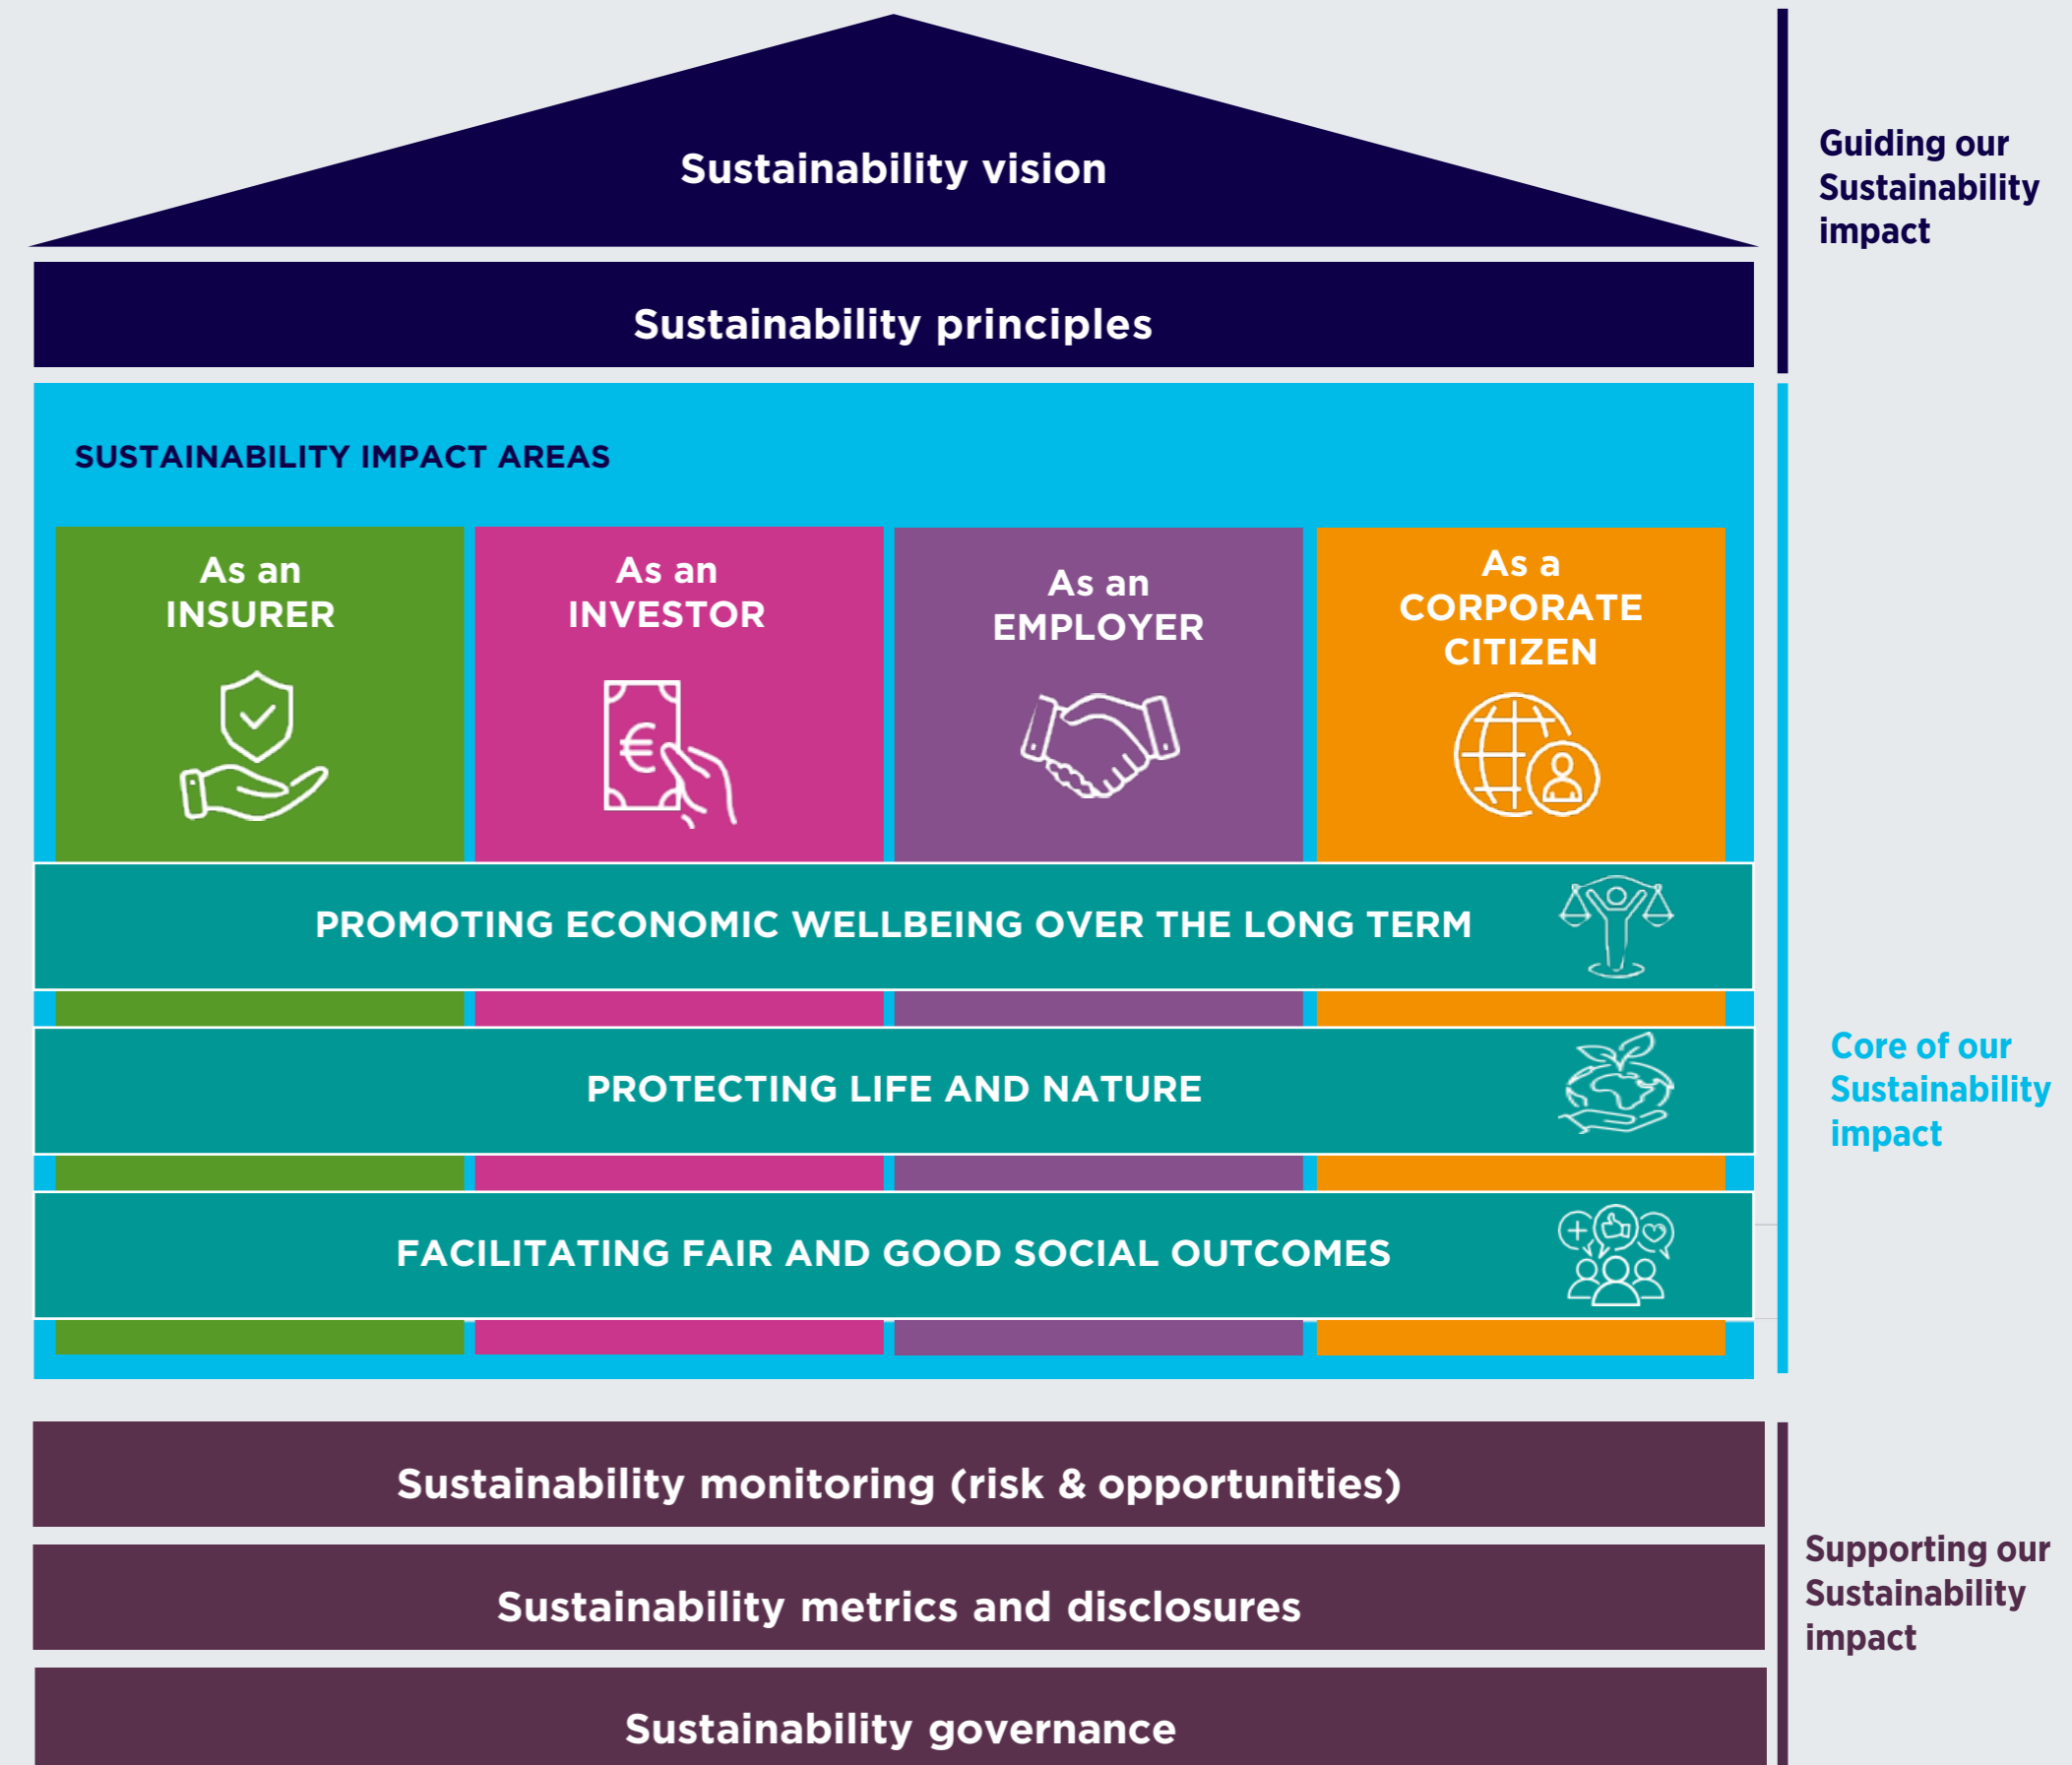 Sustainability vision
Guiding our
Sustainability
impact
Sustainability principles
SUSTAINABILITY IMPACT AREAS
As an
INSURER
As an
INVESTOR
As an
EMPLOYER
As a
CORPORATE
CITIZEN
€
PROMOTING ECONOMIC WELLBEING OVER THE LONG TERM
PROTECTING LIFE AND NATURE
FACILITATING FAIR AND GOOD SOCIAL OUTCOMES
Core of our
Sustainability
impact
Sustainability monitoring (risk & opportunities)
Sustainability metrics and disclosures
Sustainability governance
Supporting our
Sustainability
impact